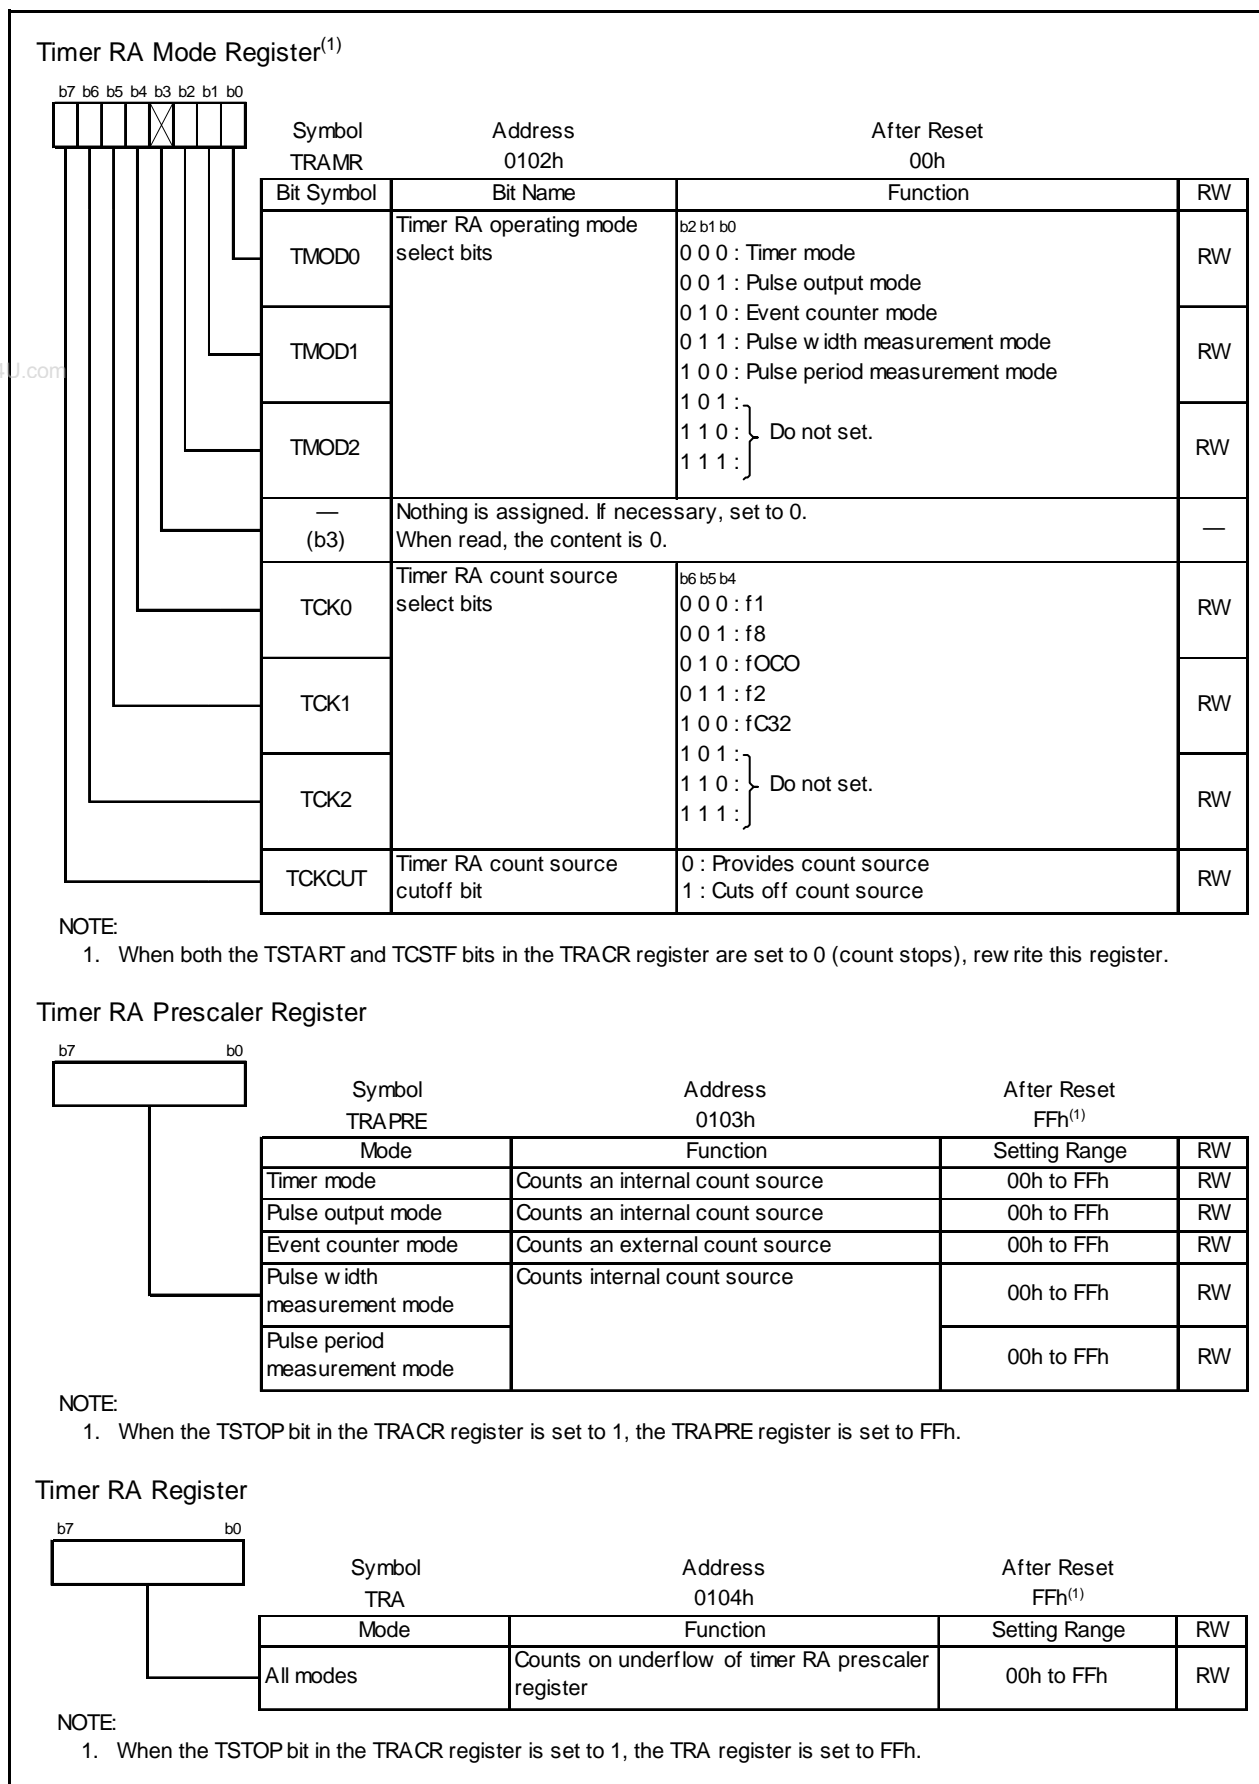 Timer RA Mode Register(1)
b7 b6 b5 b4 b3 b2 b1 b0
Symbol Address After Reset
TRAMR 0102h 00h
Bit Symbol Bit Name Function RW
TMOD0 Timer RA operating mode select bits b2 b1 b0 RW
0 0 0 : Timer mode
0 0 1 : Pulse output mode
0 1 0 : Event counter mode
TMOD1 0 1 1 : Pulse width measurement mode RW
1 0 0 : Pulse period measurement mode
1 0 1 :
TMOD2 1 1 0 : Do not set. RW
1 1 1 :
— (b3) Nothing is assigned. If necessary, set to 0. —
When read, the content is 0.
TCK0 Timer RA count source select bits b6 b5 b4 RW
0 0 0 : f1
0 0 1 : f8
0 1 0 : fOCO
TCK1 0 1 1 : f2 RW
1 0 0 : fC32
1 0 1 :
TCK2 1 1 0 : Do not set. RW
1 1 1 :
TCKCUT Timer RA count source cutoff bit 0 : Provides count source RW
1 : Cuts off count source
NOTE:
1. When both the TSTART and TCSTF bits in the TRACR register are set to 0 (count stops), rewrite this register.
Timer RA Prescaler Register
b7 b0
Symbol Address After Reset
TRAPRE 0103h FFh(1)
Mode Function Setting Range RW
Timer mode Counts an internal count source 00h to FFh RW
Pulse output mode Counts an internal count source 00h to FFh RW
Event counter mode Counts an external count source 00h to FFh RW
Pulse width measurement mode Counts internal count source 00h to FFh RW
Pulse period measurement mode 00h to FFh RW
NOTE:
1. When the TSTOP bit in the TRACR register is set to 1, the TRAPRE register is set to FFh.
Timer RA Register
b7 b0
Symbol Address After Reset
TRA 0104h FFh(1)
Mode Function Setting Range RW
All modes Counts on underflow of timer RA prescaler register 00h to FFh RW
NOTE:
1. When the TSTOP bit in the TRACR register is set to 1, the TRA register is set to FFh.